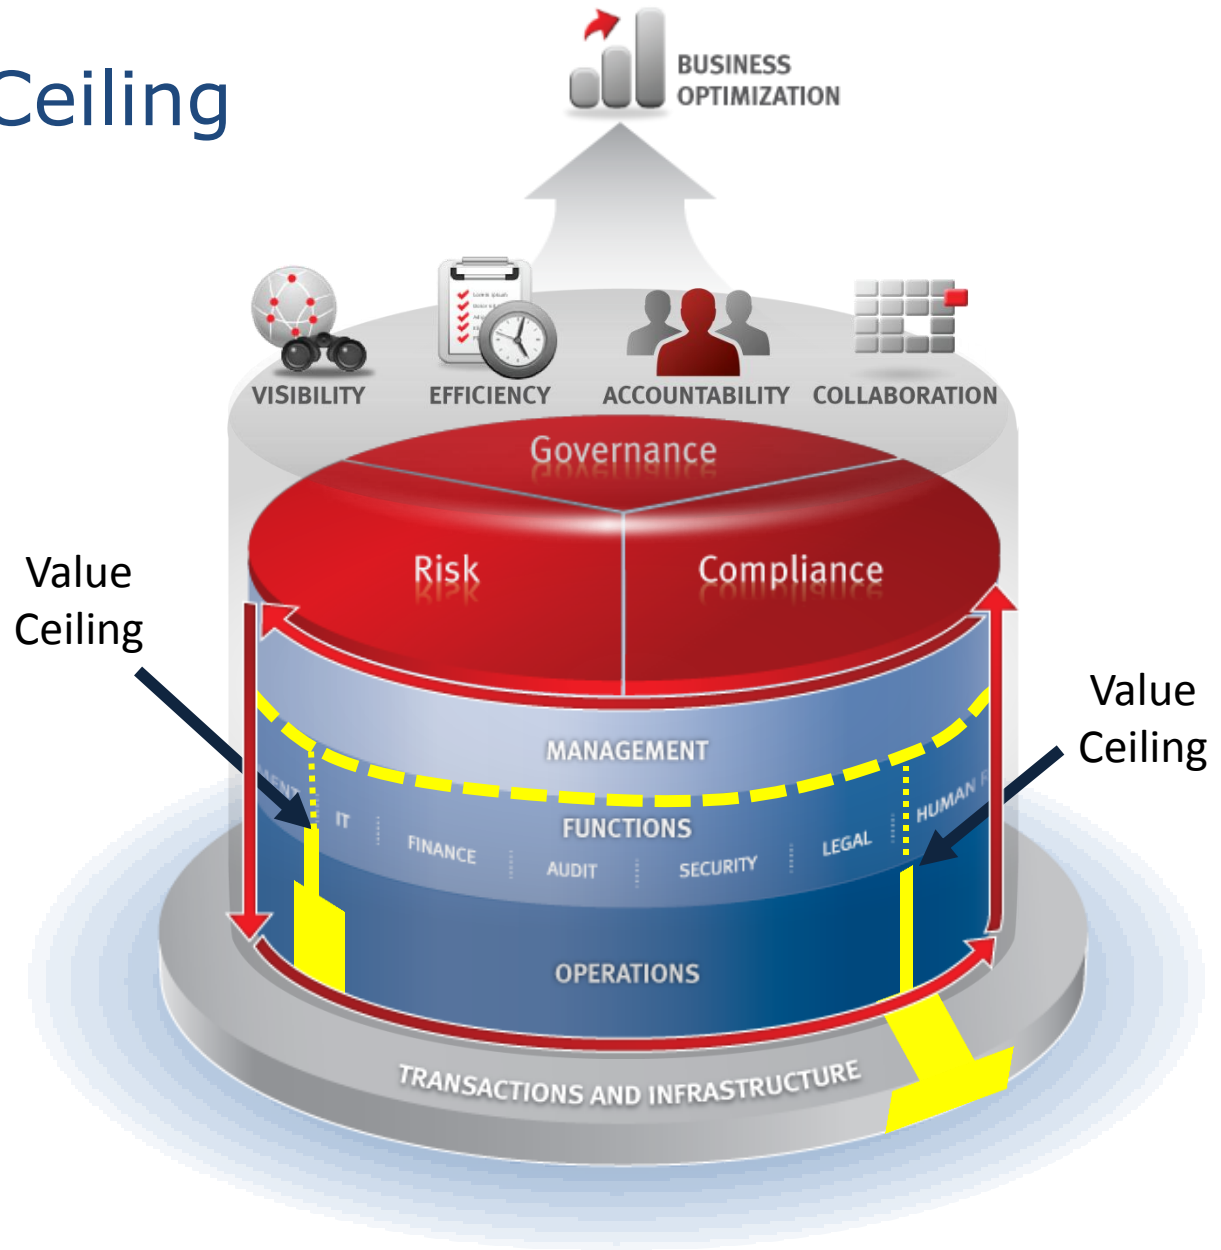 Ceiling
BUSINESS
OPTIMIZATION
VISIBILITY
EFFICIENCY
ACCOUNTABILITY
COLLABORATION
Governance
Risk
Compliance
Value
Ceiling
Value
Ceiling
MANAGEMENT
FUNCTIONS
IT
FINANCE
AUDIT
SECURITY
LEGAL
HUMAN
OPERATIONS
TRANSACTIONS AND INFRASTRUCTURE